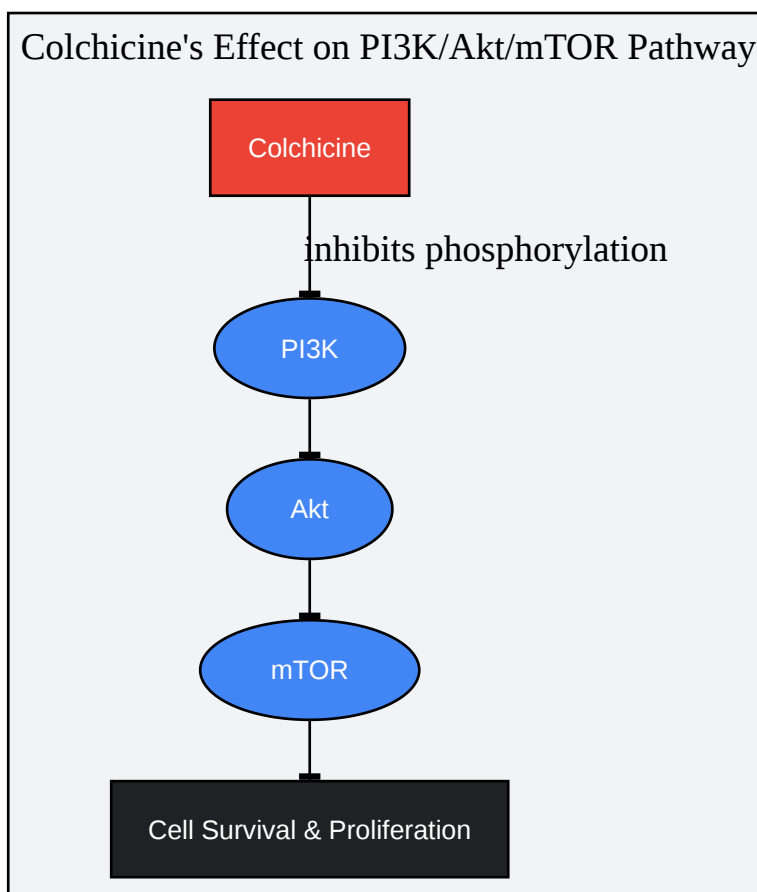 Colchicine's Effect on PI3K/Akt/mTOR Pathway
Colchicine
inhibits phosphorylation
PI3K
Akt
mTOR
Cell Survival & Proliferation